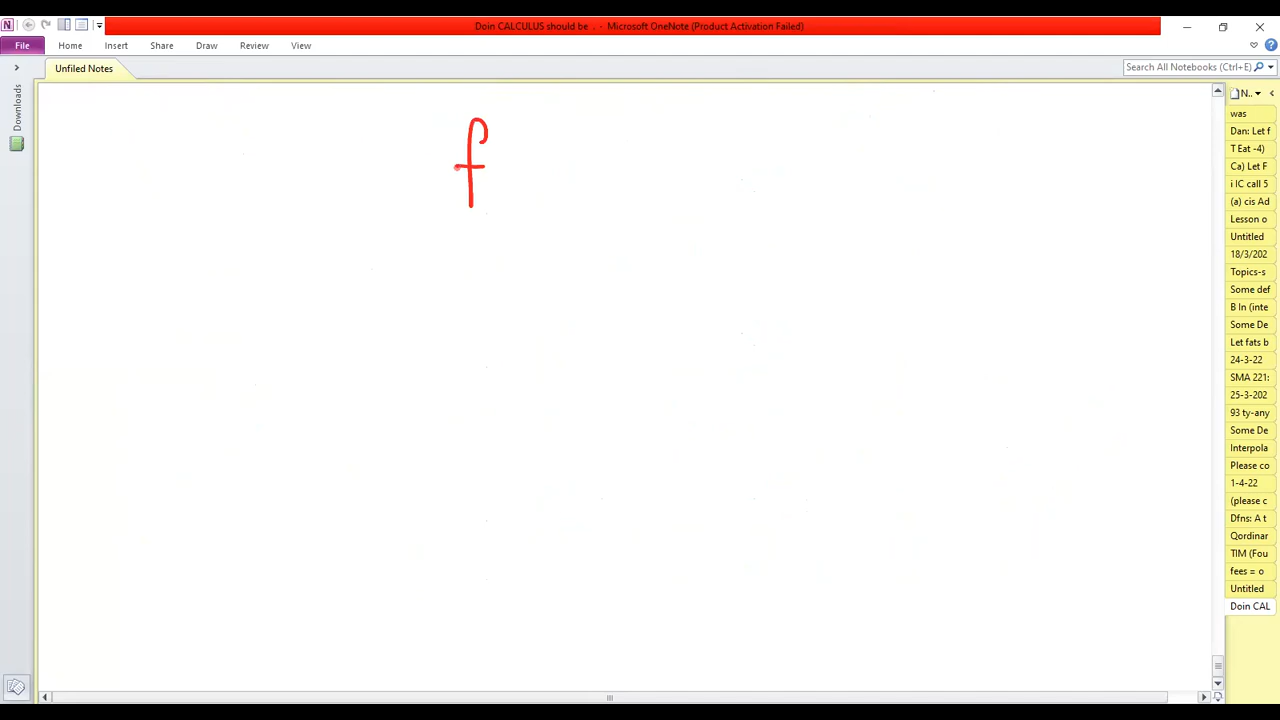 Doin CALCULUS should be . - Microsoft OneNote (Product Activation Failed)
File Home Insert Share Draw Review View
Unfiled Notes
Search All Notebooks (Ctrl+E)
Downloads
f
N..
was
Dan: Let f
T Eat -4)
Ca) Let F
i IC call 5
(a) cis Ad
Lesson o
Untitled
18/3/202
Topics-s
Some def
B In (inte
Some De
Let fats b
24-3-22
SMA 221:
25-3-202
93 ty-any
Some De
Interpola
Please co
1-4-22
(please c
Dfns: A t
Qordinar
TIM (Fou
fees = o
Untitled
Doin CAL